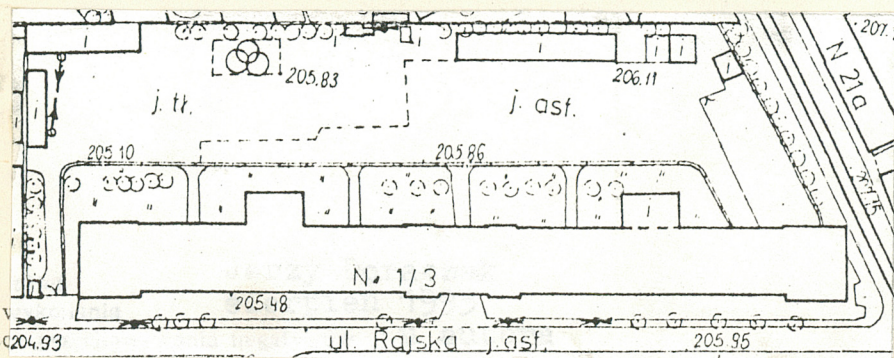 207.
N 21a
205.83
206.11
j. tł.
j. asf.
205.10
205.86
N. 1/3
205.48
204.93
ul. Rajska j. asf.
205.95